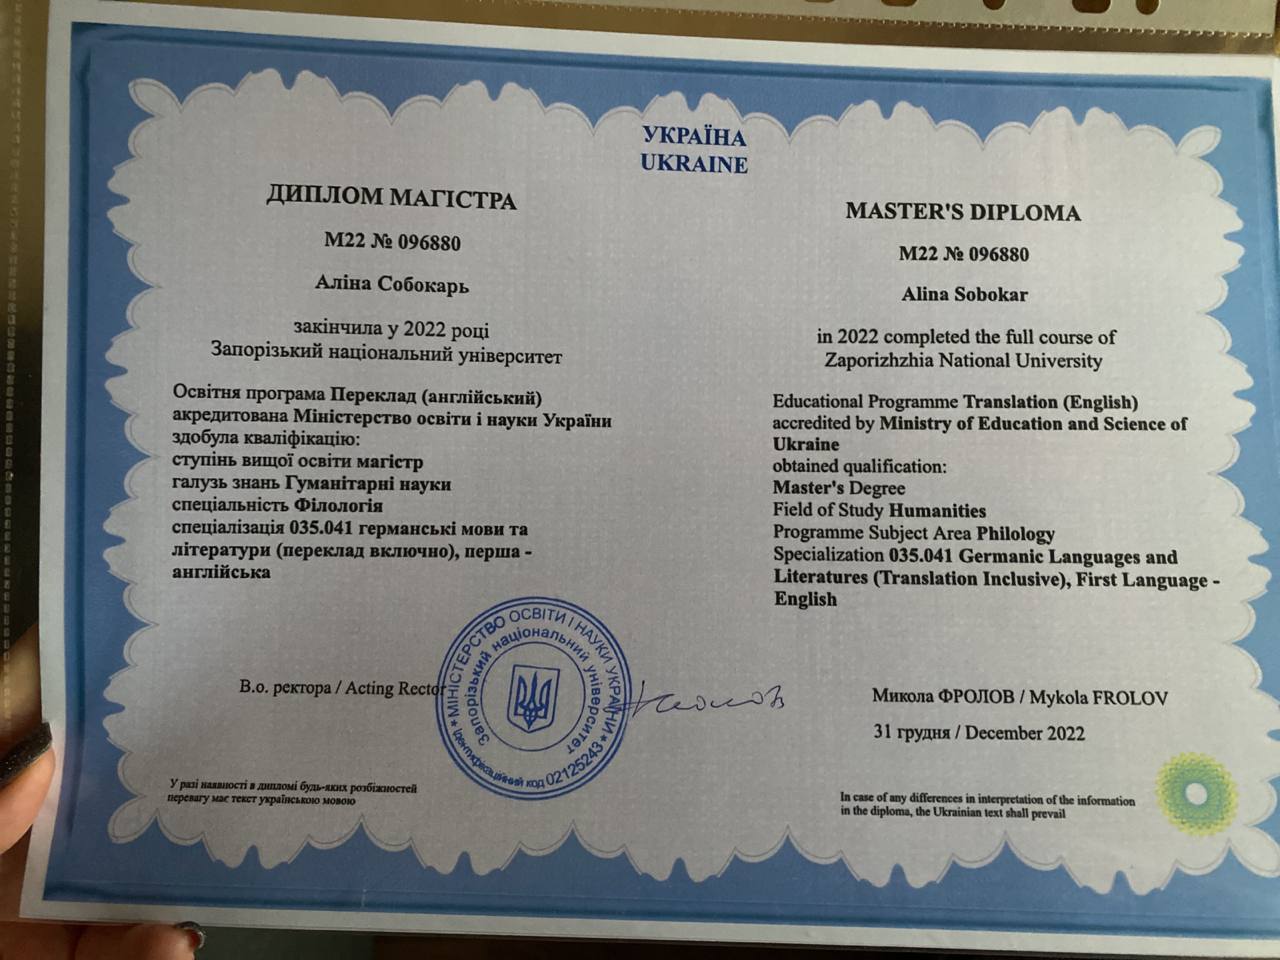 УКРАЇНА
UKRAINE
ДИПЛОМ МАГІСТРА
М22 № 096880
Аліна Собокарь
закінчила у 2022 році
Запорізький національний університет
Освітня програма Переклад (англійський)
акредитована Міністерство освіти і науки України
здобула кваліфікацію:
ступінь вищої освіти магістр
галузь знань Гуманітарні науки
спеціальність Філологія
спеціалізація 035.041 германські мови та
літератури (переклад включно), перша -
англійська
MASTER'S DIPLOMA
M22 № 096880
Alina Sobokar
in 2022 completed the full course of
Zaporizhzhia National University
Educational Programme Translation (English)
accredited by Ministry of Education and Science of
Ukraine
obtained qualification:
Master's Degree
Field of Study Humanities
Programme Subject Area Philology
Specialization 035.041 Germanic Languages and
Literatures (Translation Inclusive), First Language -
English
В.о. ректора / Acting Rector
МІНІСТЕРСТВО ОСВІТИ І НАУКИ УКРАЇНИ
Ідентифікаційний код 02125243
Запорізький національний університет
Микола ФРОЛОВ / Mykola FROLOV
31 грудня / December 2022
У разі наявності в дипломі будь-яких розбіжностей
перевагу має текст українською мовою
In case of any differences in interpretation of the information
in the diploma, the Ukrainian text shall prevail